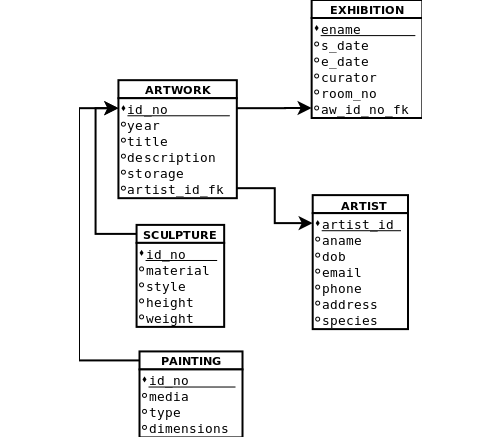 EXHIBITION
ename
s_date
e_date
curator
room_no
aw_id_no_fk
ARTWORK
id_no
year
title
description
storage
artist_id_fk
ARTIST
artist_id
aname
dob
email
phone
address
species
SCULPTURE
id_no
material
style
height
weight
PAINTING
id_no
media
type
dimensions